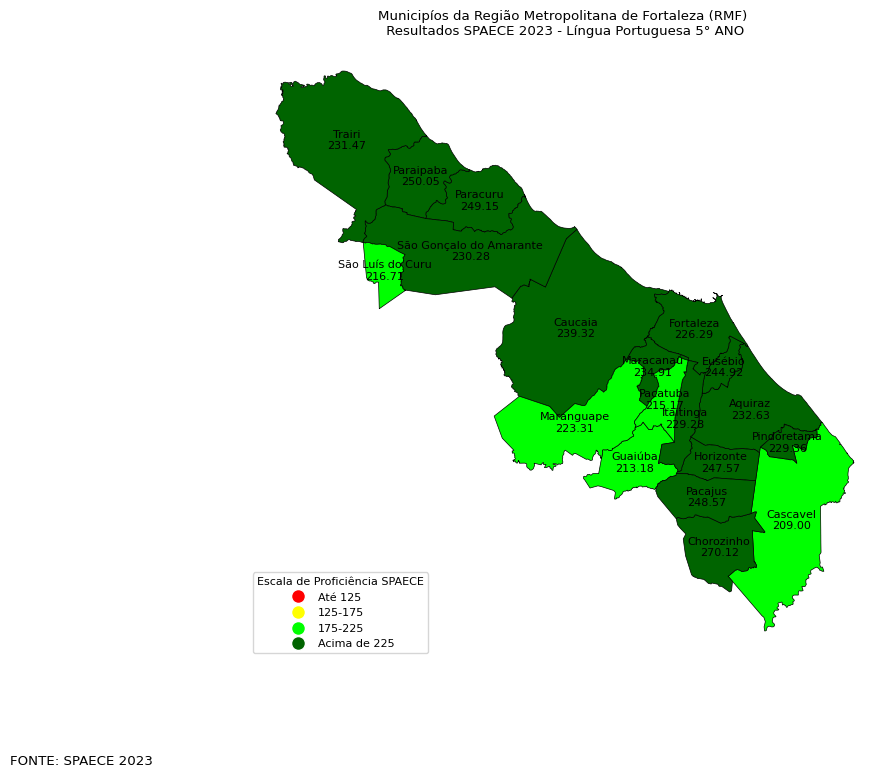 Municipíos da Região Metropolitana de Fortaleza (RMF)
Resultados SPAECE 2023 - Língua Portuguesa 5° ANO
Trairi
231.47
Paraipaba
250.05
Paracuru
249.15
São Gonçalo do Amarante
230.28
São Luís do Curu
216.71
Caucaia
239.32
Fortaleza
226.29
Maracanaú
234.91
Eusébio
244.92
Pacatuba
215.17
Itaitinga
229.28
Aquiraz
232.63
Maranguape
223.31
Pindoretama
Guaiúba
213.18
Horizonte
247.57
Pacajus
248.57
Cascavel
209.00
Chorozinho
270.12
Escala de Proficiência SPAECE
Até 125
125-175
175-225
Acima de 225
FONTE: SPAECE 2023